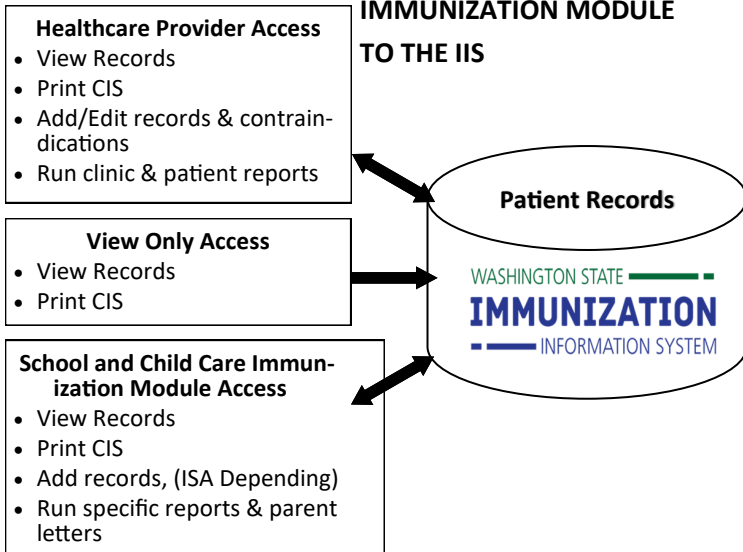 IMMUNIZATION MODULE
TO THE IIS
Healthcare Provider Access
• View Records
• Print CIS
• Add/Edit records & contrain-
dications
• Run clinic & patient reports
View Only Access
• View Records
• Print CIS
School and Child Care Immun-
ization Module Access
• View Records
• Print CIS
• Add records, (ISA Depending)
• Run specific reports & parent
letters
Patient Records
WASHINGTON STATE
IMMUNIZATION
INFORMATION SYSTEM